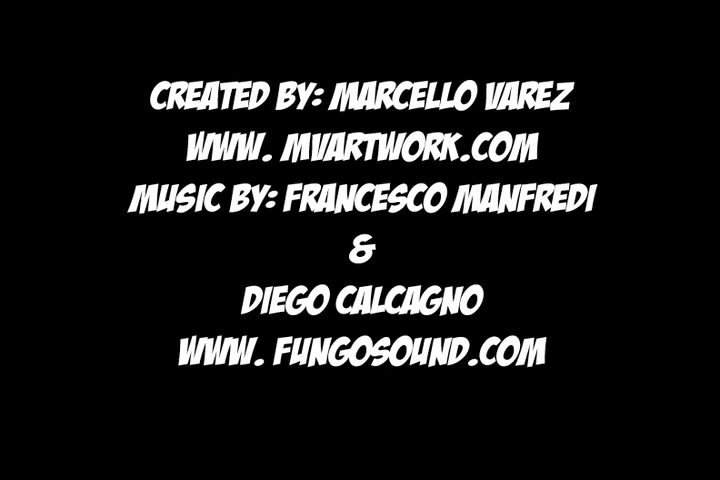 CREATED BY: MARCELLO VAREZ
WWW. MVARTWORK.COM
MUSIC BY: FRANCESCO MANFREDI
&
DIEGO CALCAGNO
WWW. FUNGOSOUND.COM